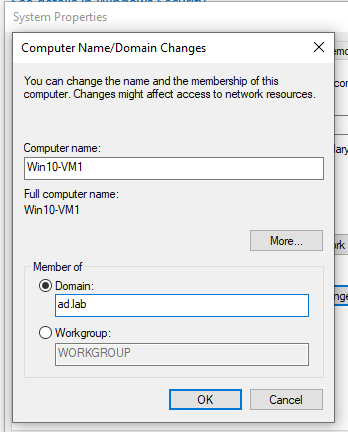 System Properties
Computer Name/Domain Changes
You can change the name and the membership of this
computer. Changes might affect access to network resources.
Computer name:
Win10-VM1
Full computer name:
Win10-VM1
More...
Member of
Domain:
ad.lab
Workgroup:
WORKGROUP
OK
Cancel